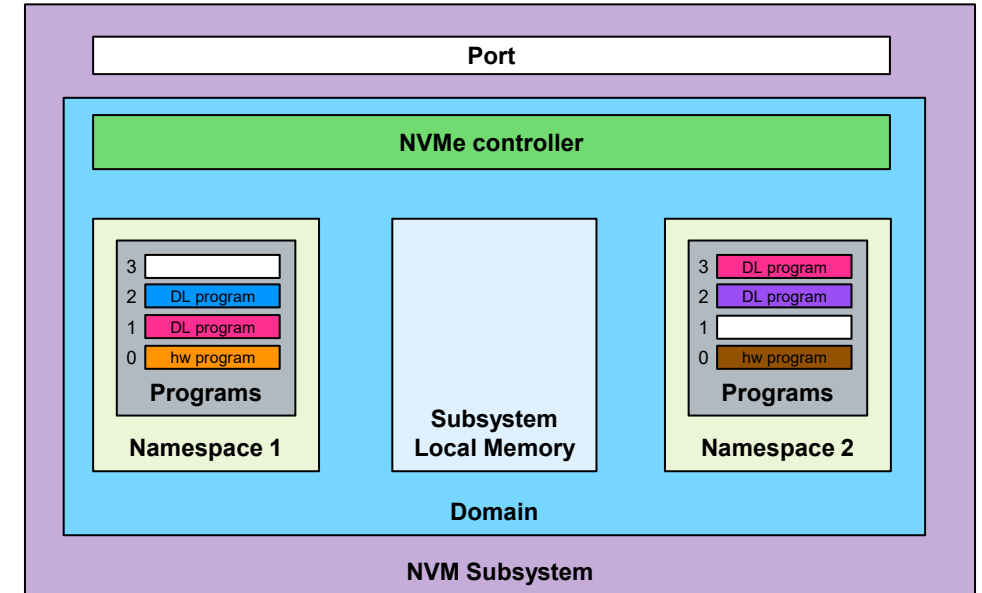 Port
NVMe controller
3
2 DL program
1 DL program
0 hw program
Programs
Namespace 1
Subsystem
Local Memory
3 DL program
2 DL program
1
0 hw program
Programs
Namespace 2
Domain
NVM Subsystem